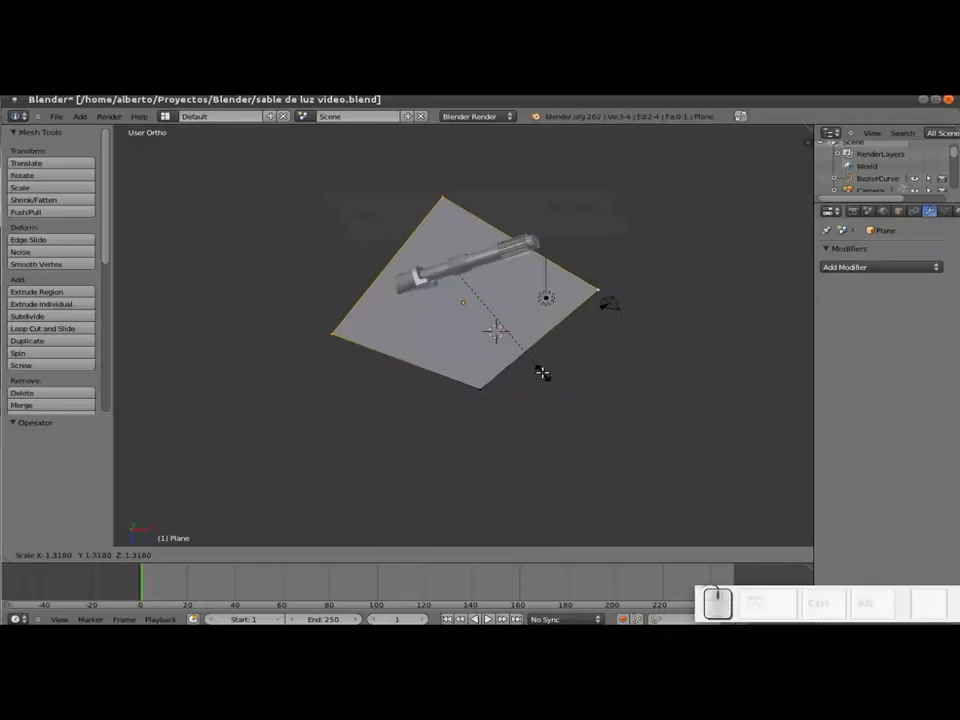 Blender* [/home/alberto/Proyectos/Blender/sable de luz video.blend]
File Add Render Help Default Scene Blender Render blender.org 262 | Ve:3-4 | Ed:2-4 | Fa:0-1 | Plane
Mesh Tools
User Ortho
View Search All Scene
Scene
RenderLayers
World
BezierCurve
Camera
Plane
Modifiers
Add Modifier
Transform:
Translate
Rotate
Scale
Shrink/Fatten
Push/Pull
Deform:
Edge Slide
Noise
Smooth Vertex
Add:
Extrude Region
Extrude Individual
Subdivide
Loop Cut and Slide
Duplicate
Spin
Screw
Remove:
Delete
Merge
Operator
(1) Plane
Scale X: 1.3180 Y: 1.3180 Z: 1.3180
-40 -20 0 20 40 60 80 100 120 140 160 180 200 220
View Marker Frame Playback Start: 1 End: 250 1 No Sync
Ctrl Alt